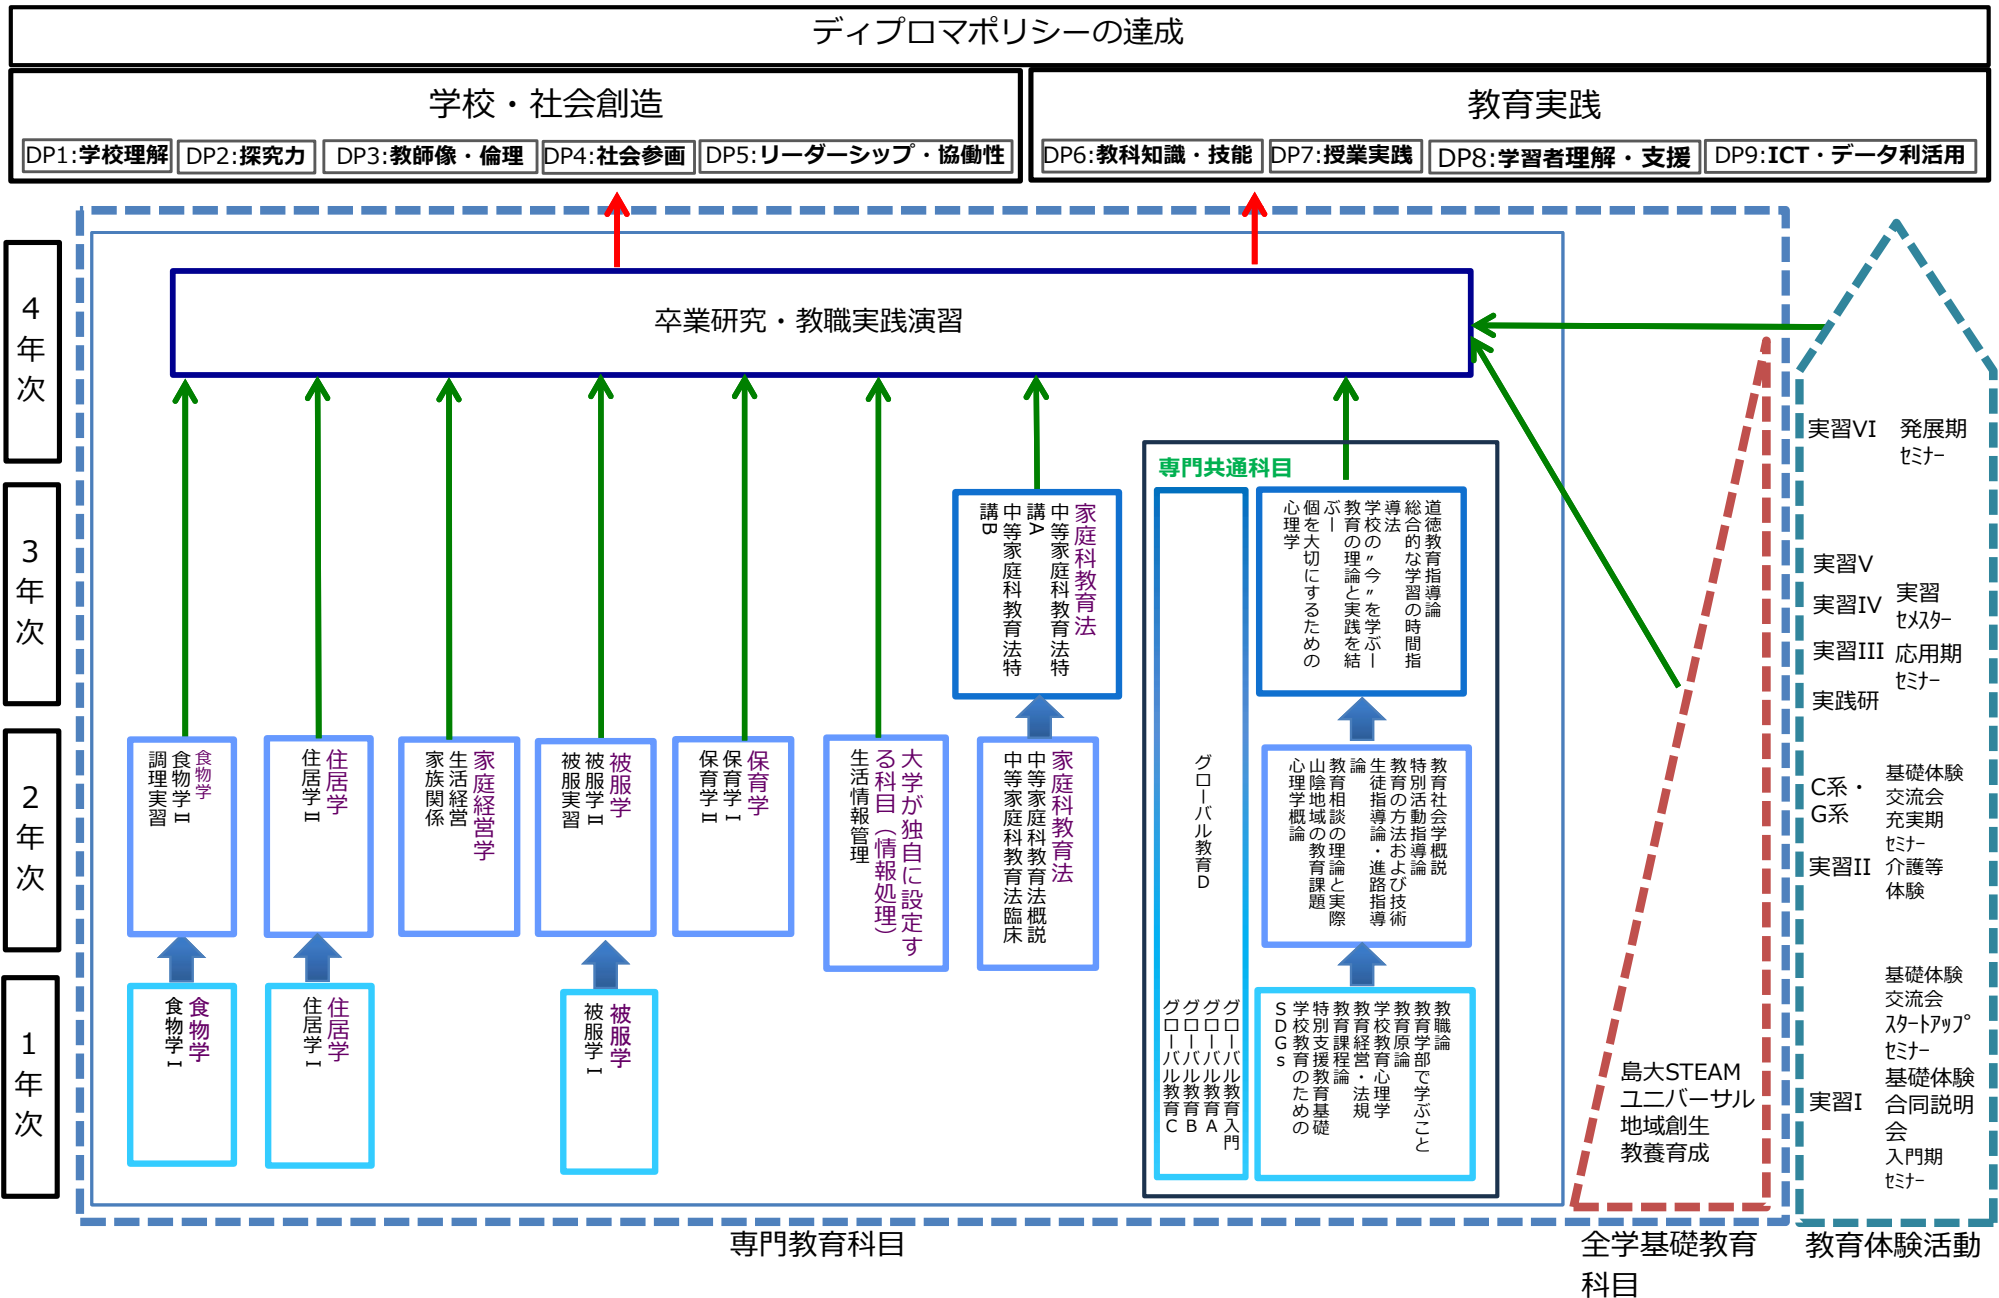 ディプロマポリシーの達成
学校・社会創造
DP1:学校理解
DP2:探究力
DP3:教師像・倫理
DP4:社会参画
DP5:リーダーシップ・協働性
教育実践
DP6:教科知識・技能
DP7:授業実践
DP8:学習者理解・支援
DP9:ICT・データ利活用
4年次
卒業研究・教職実践演習
3年次
家庭科教育法
中等家庭科教育法特
講A
中等家庭科教育法特
講B
専門共通科目
道徳教育指導論
総合的な学習の時間指
導法
学校の〃今〃を学ぶー
教育の理論と実践を結
ぶー
個を大切にするための
心理学
2年次
食物学
食物学Ⅱ
調理実習
住居学
住居学Ⅱ
家庭経営学
生活経営
家族関係
被服学
被服学Ⅱ
被服実習
保育学
保育学Ⅰ
保育学Ⅱ
大学が独自に設定す
る科目（情報処理）
生活情報管理
家庭科教育法
中等家庭科教育法概説
中等家庭科教育法臨床
グローバル教育D
教育社会学概説
特別活動指導論
教育の方法および技術
生徒指導論・進路指導
論
教育相談の理論と実際
山陰地域の教育課題
心理学概論
1年次
食物学
食物学Ⅰ
住居学
住居学Ⅰ
被服学
被服学Ⅰ
グローバル教育入門
グローバル教育A
グローバル教育B
グローバル教育C
教職論
教育学部で学ぶこと
教育原論
学校教育心理学
教育経営・法規
教育課程論
特別支援教育基礎
学校教育のための
SDGs
島大STEAM
ユニバーサル
地域創生
教養育成
実習VI
発展期
ｾﾐﾅｰ
実習V
実習IV
実習
ｾﾒｽﾀｰ
実習III
応用期
ｾﾐﾅｰ
実践研
C系・
G系
基礎体験
交流会
充実期
ｾﾐﾅｰ
実習II
介護等
体験
基礎体験
交流会
ｽﾀｰﾄｱｯﾌﾟ
ｾﾐﾅｰ
実習I
基礎体験
合同説明
会
入門期
ｾﾐﾅｰ
専門教育科目
全学基礎教育
科目
教育体験活動